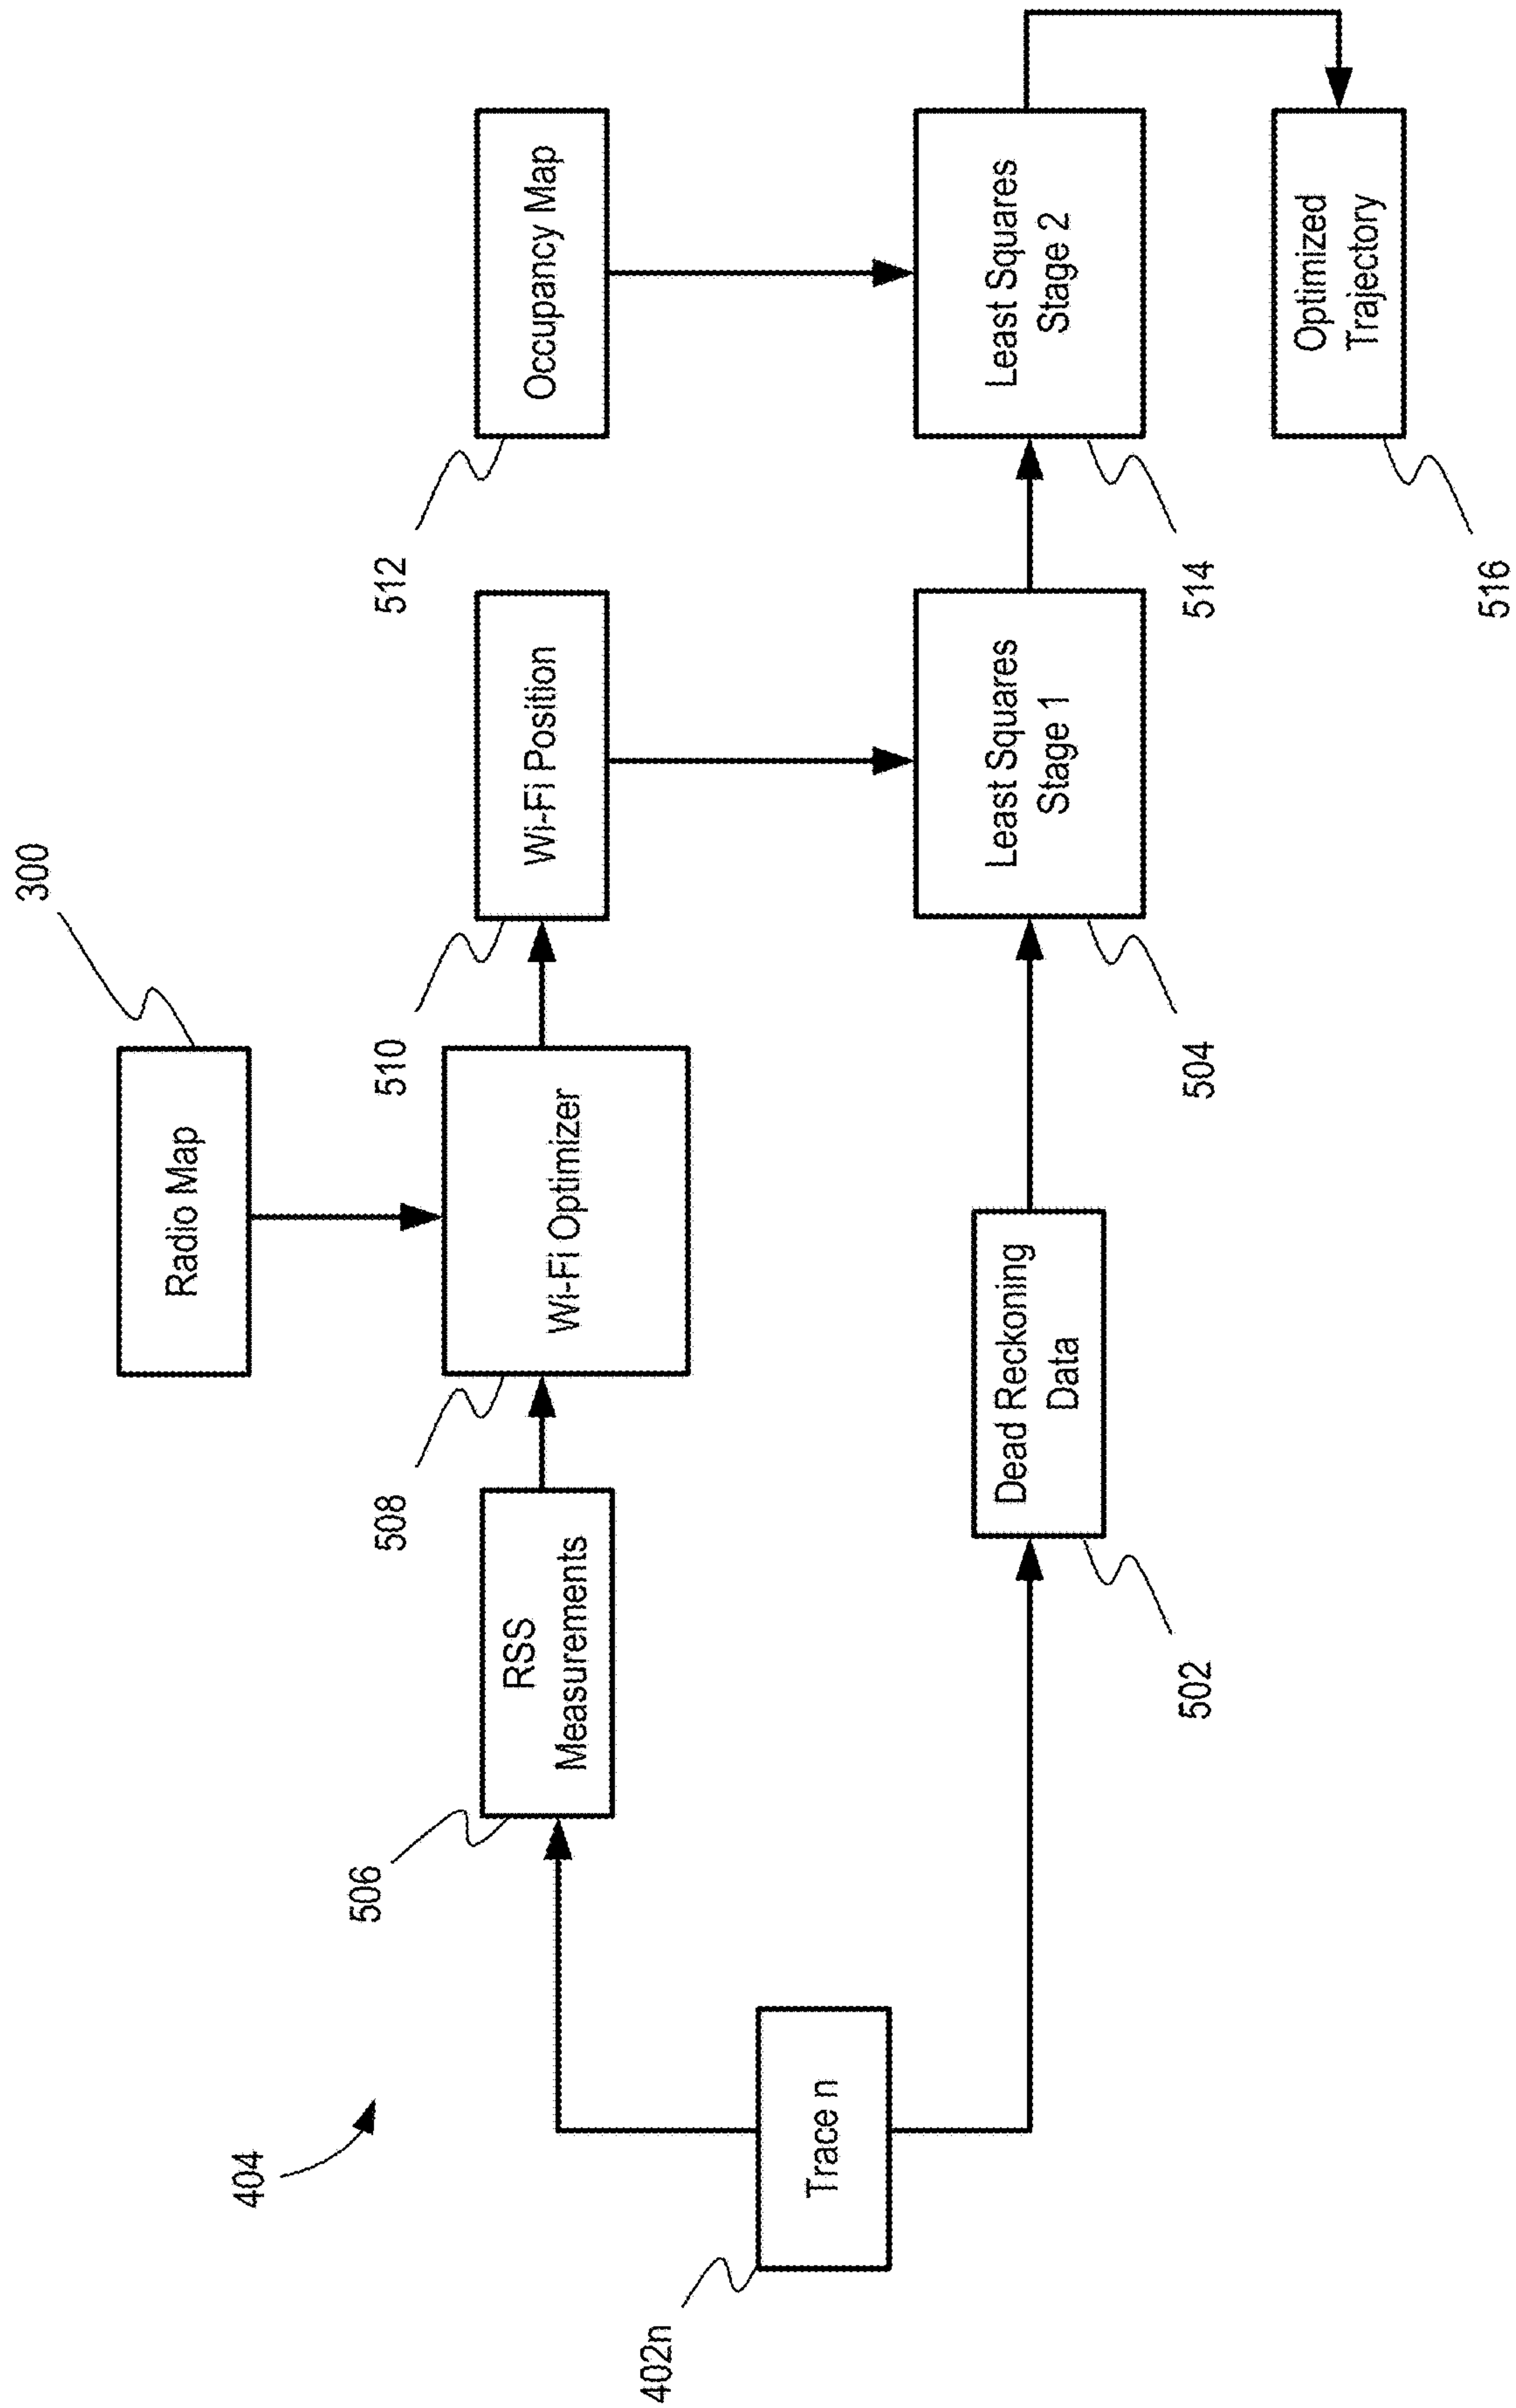 300
Radio Map
404
506
RSS
Measurements
508
Wi-Fi Optimizer
510
Wi-Fi Position
512
Occupancy Map
402n
Trace n
502
Dead Reckoning
Data
504
Least Squares
Stage 1
514
Least Squares
Stage 2
516
Optimized
Trajectory